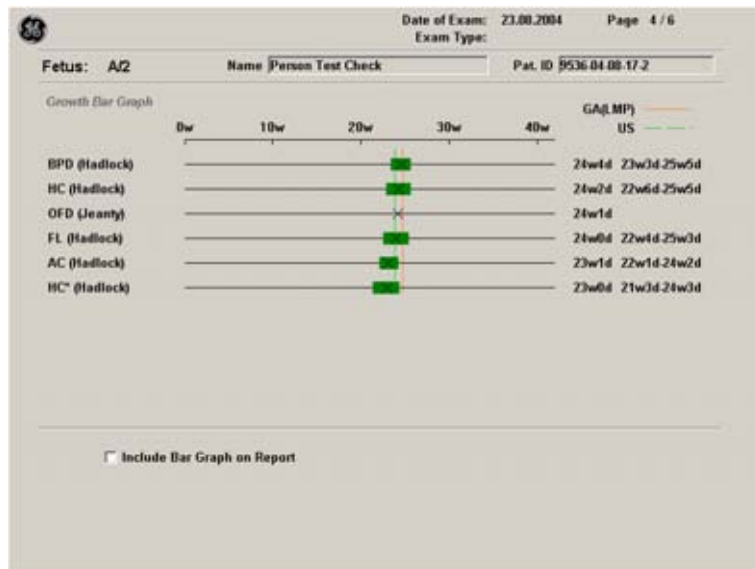 Date of Exam: 23.08.2004 Page 4/6
Exam Type:
Fetus: A/2 Name Person Test Check Pat. ID 9536-04-08-17-2
Growth Bar Graph
GA(LMP)
US
0w 10w 20w 30w 40w
BPD (Hadlock) 24w4d 23w3d-25w5d
HC (Hadlock) 24w2d 22w6d-25w5d
OFD (Jeanty) 24w1d
FL (Hadlock) 24w0d 22w4d-25w3d
AC (Hadlock) 23w1d 22w1d-24w2d
HC* (Hadlock) 23w0d 21w3d-24w3d
Include Bar Graph on Report